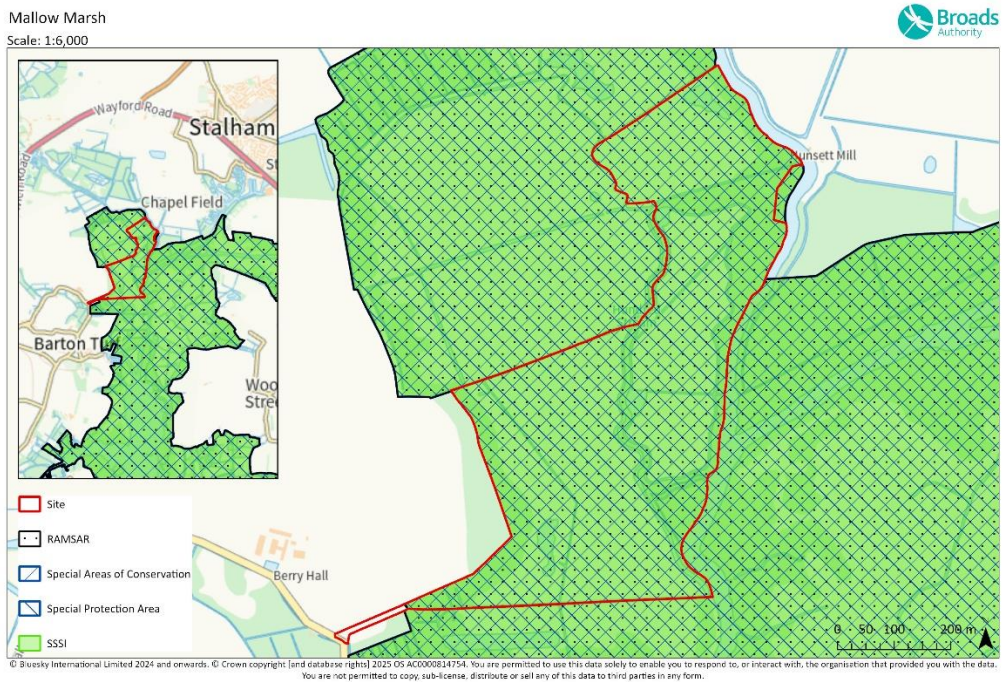 Mallow Marsh
Scale: 1:6,000
Broads
Authority
Wayford Road
Stalham
St
Chapel Field
Barton T
Woo
Stree
Hunsett Mill
Berry Hall
Site
RAMSAR
Special Areas of Conservation
Special Protection Area
SSSI
0 50 100 200 m
© Bluesky International Limited 2024 and onwards. © Crown copyright [and database rights] 2025 OS AC0000814754. You are permitted to use this data solely to enable you to respond to, or interact with, the organisation that provided you with the data.
You are not permitted to copy, sub-license, distribute or sell any of this data to third parties in any form.